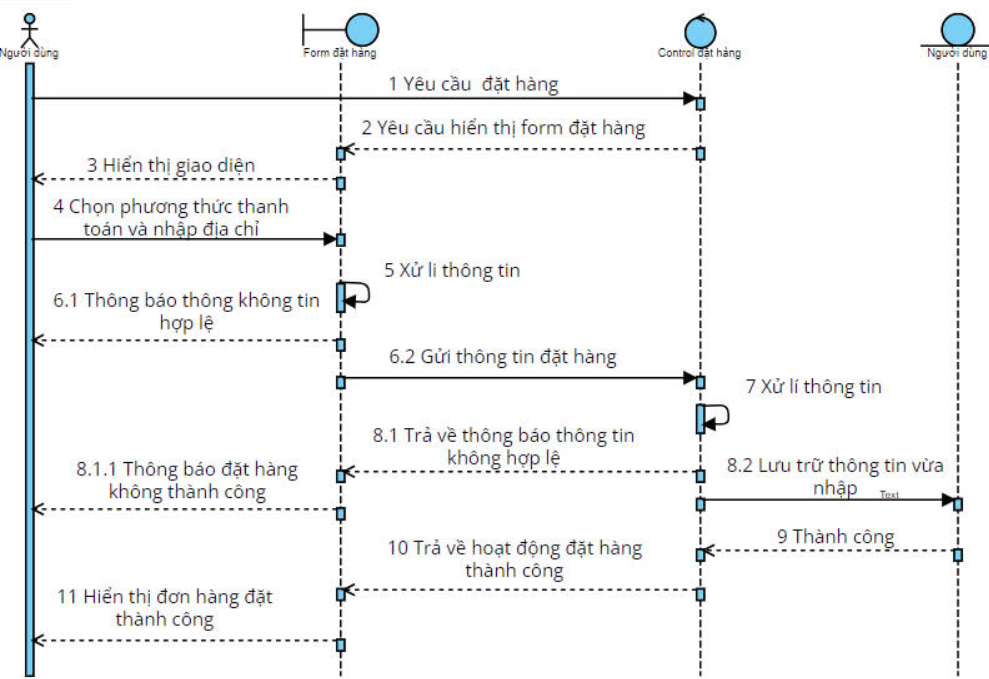 Người dùng
Form đặt hàng
Control đặt hàng
Người dùng
1 Yêu cầu đặt hàng
2 Yêu cầu hiển thị form đặt hàng
3 Hiển thị giao diện
4 Chọn phương thức thanh
toán và nhập địa chỉ
5 Xử lí thông tin
6.1 Thông báo thông không tin
hợp lệ
6.2 Gửi thông tin đặt hàng
7 Xử lí thông tin
8.1 Trả về thông báo thông tin
không hợp lệ
8.1.1 Thông báo đặt hàng
không thành công
8.2 Lưu trữ thông tin vừa
nhập
Text
9 Thành công
10 Trả về hoạt động đặt hàng
thành công
11 Hiển thị đơn hàng đặt
thành công